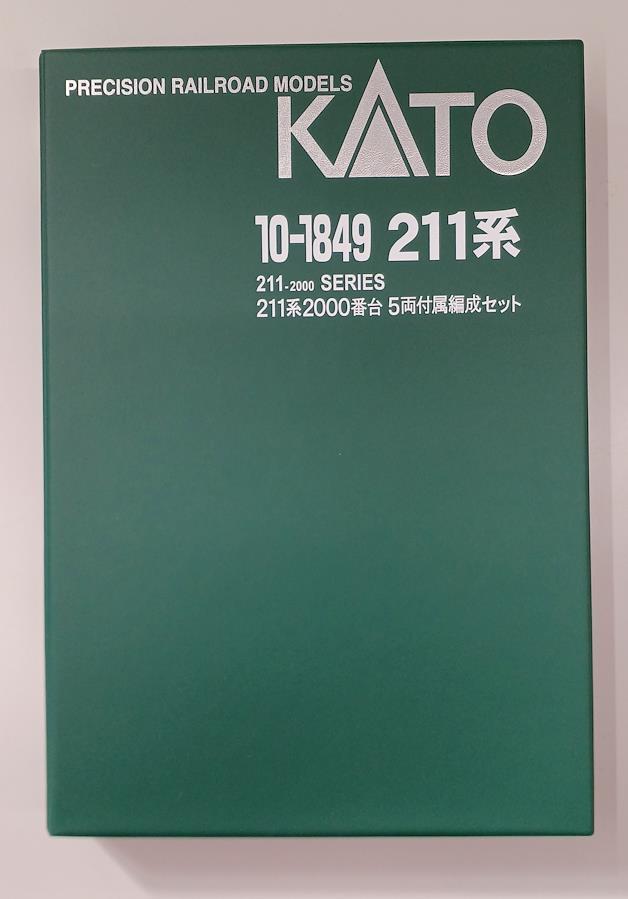 PRECISION RAILROAD MODELS
KATO
10-1849 211系
211-2000 SERIES
211系2000番台 5両付属編成セット